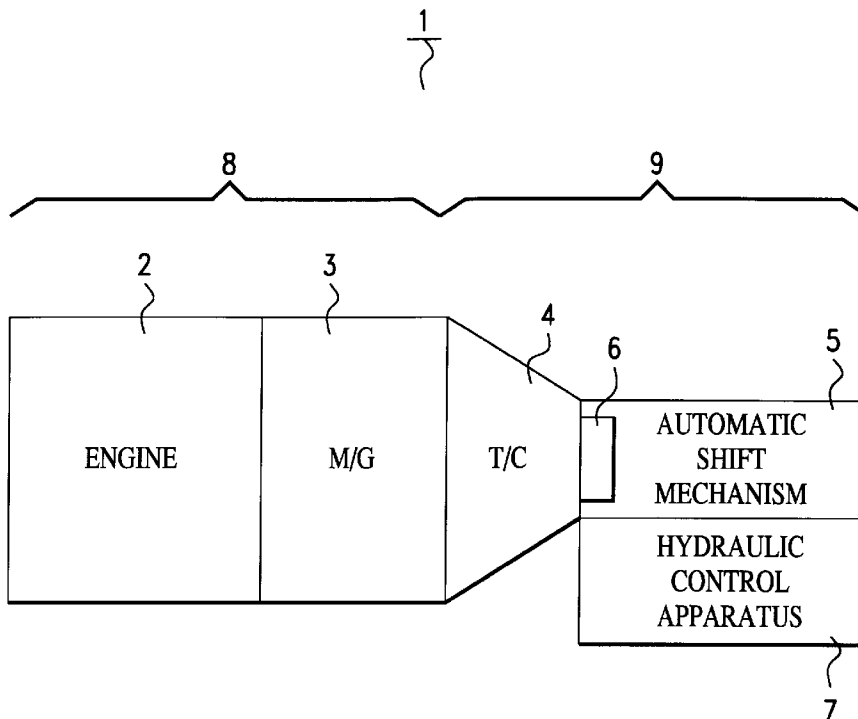 1
8 9
2 3 4 6 5
ENGINE M/G T/C AUTOMATIC
SHIFT
MECHANISM
HYDRAULIC
CONTROL
APPARATUS
7